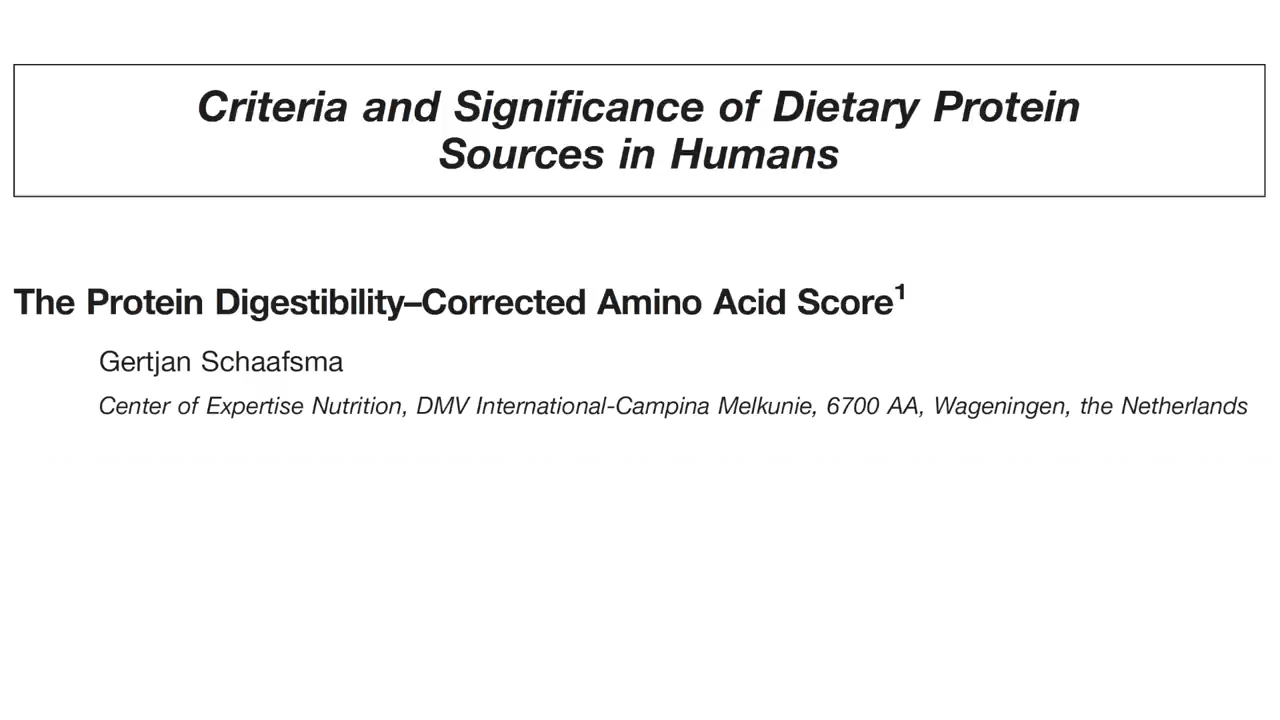 Criteria and Significance of Dietary Protein
Sources in Humans
The Protein Digestibility–Corrected Amino Acid Score¹
Gertjan Schaafsma
Center of Expertise Nutrition, DMV International-Campina Melkunie, 6700 AA, Wageningen, the Netherlands